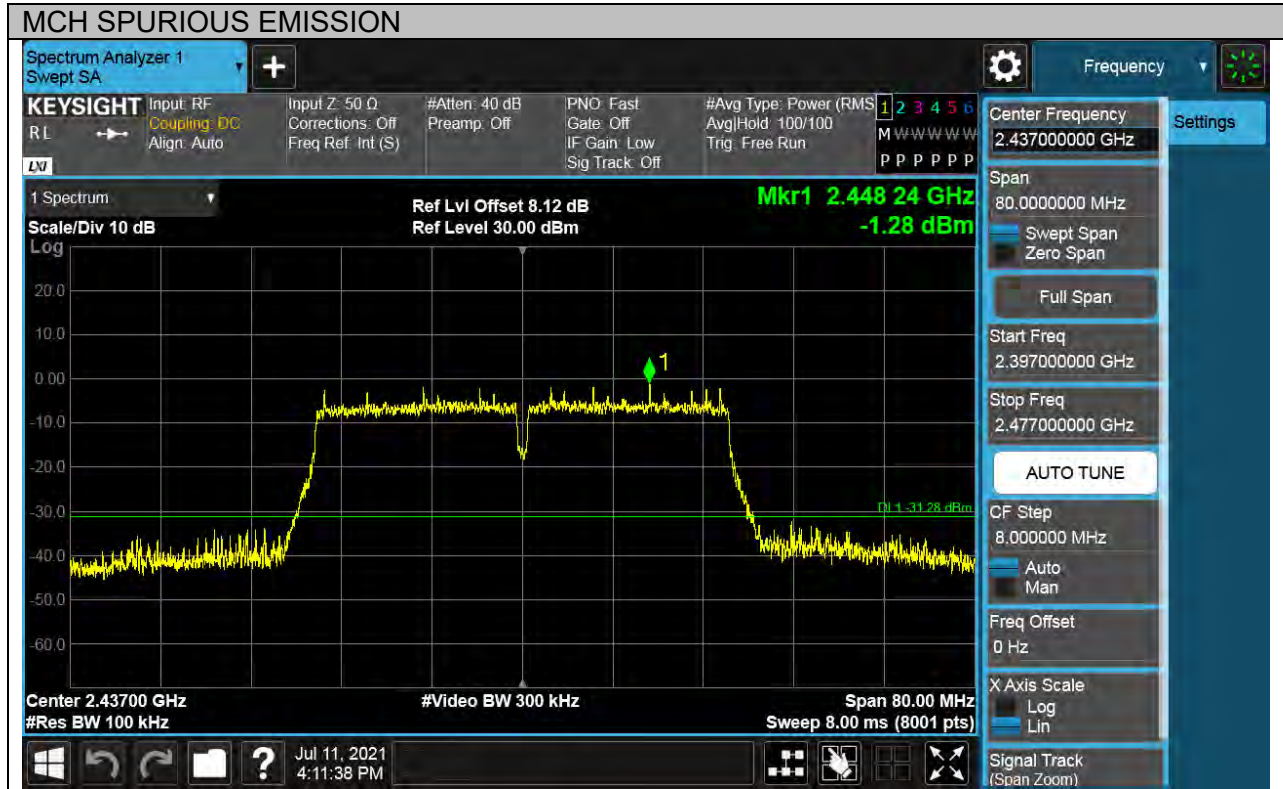 MCH SPURIOUS EMISSION
Spectrum Analyzer 1
Swept SA
Frequency
KEYSIGHT
RL
LXI
Input: RF
Coupling: DC
Align: Auto
Input Z: 50 Ω
Corrections: Off
Freq Ref: Int (S)
#Atten: 40 dB
Preamp: Off
PNO: Fast
Gate: Off
IF Gain: Low
Sig Track: Off
#Avg Type: Power (RMS
Avg|Hold: 100/100
Trig: Free Run
1 2 3 4 5 6
M W W W W W
P P P P P P
Center Frequency
2.437000000 GHz
Settings
Span
80.0000000 MHz
Swept Span
Zero Span
Full Span
Start Freq
2.397000000 GHz
Stop Freq
2.477000000 GHz
AUTO TUNE
CF Step
8.000000 MHz
Auto
Man
Freq Offset
0 Hz
X Axis Scale
Log
Lin
Signal Track
(Span Zoom)
1 Spectrum
Scale/Div 10 dB
Ref Lvl Offset 8.12 dB
Ref Level 30.00 dBm
Mkr1 2.448 24 GHz
-1.28 dBm
Log
20.0
10.0
0.00
-10.0
-20.0
-30.0
-40.0
-50.0
-60.0
1
DL1 -31.28 dBm
Center 2.43700 GHz
#Res BW 100 kHz
#Video BW 300 kHz
Span 80.00 MHz
Sweep 8.00 ms (8001 pts)
?
Jul 11, 2021
4:11:38 PM